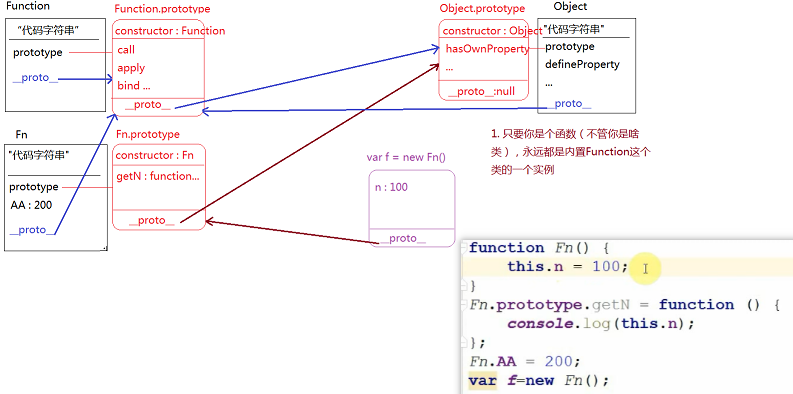 Function
"代码字符串"
prototype
__proto__
Function.prototype
constructor : Function
call
apply
bind ...
__proto__
Object.prototype
constructor : Object
hasOwnProperty
...
__proto__:null
Object
"代码字符串"
prototype
defineProperty
...
__proto__
Fn
"代码字符串"
prototype
AA : 200
__proto__
Fn.prototype
constructor : Fn
getN : function...
__proto__
var f = new Fn()
n : 100
__proto__
1. 只要你是个函数（不管你是啥
类），永远都是内置Function这个
类的一个实例
function Fn() {
this.n = 100;
}
Fn.prototype.getN = function () {
console.log(this.n);
};
Fn.AA = 200;
var f=new Fn();